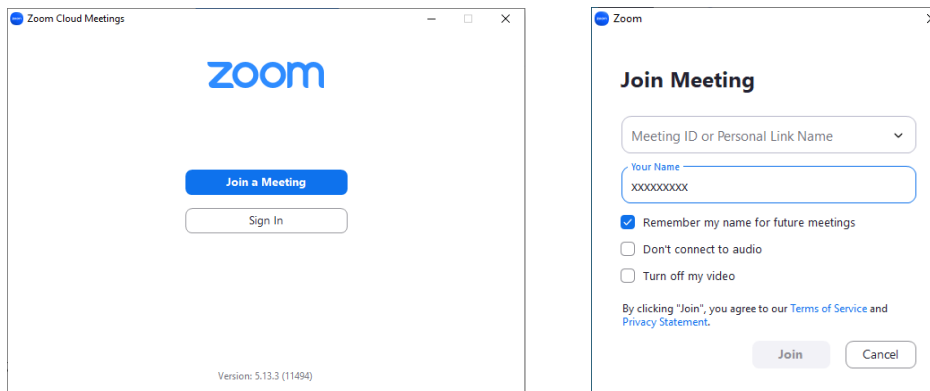 Zoom Cloud Meetings
zoom
Join a Meeting
Sign In
Version: 5.13.3 (11494)
Zoom
Join Meeting
Meeting ID or Personal Link Name
Your Name
xxxxxxxxx
Remember my name for future meetings
Don't connect to audio
Turn off my video
By clicking "Join", you agree to our Terms of Service and
Privacy Statement.
Join
Cancel